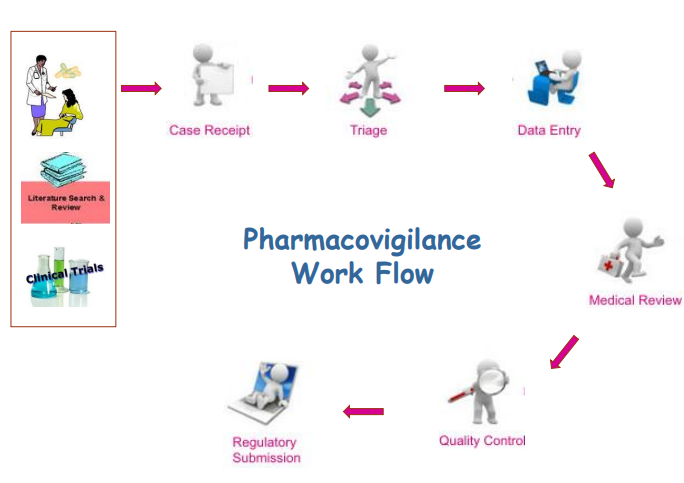 Literature Search &
Review
Clinical Trials
Case Receipt
Triage
Data Entry
Pharmacovigilance
Work Flow
Medical Review
Quality Control
Regulatory
Submission